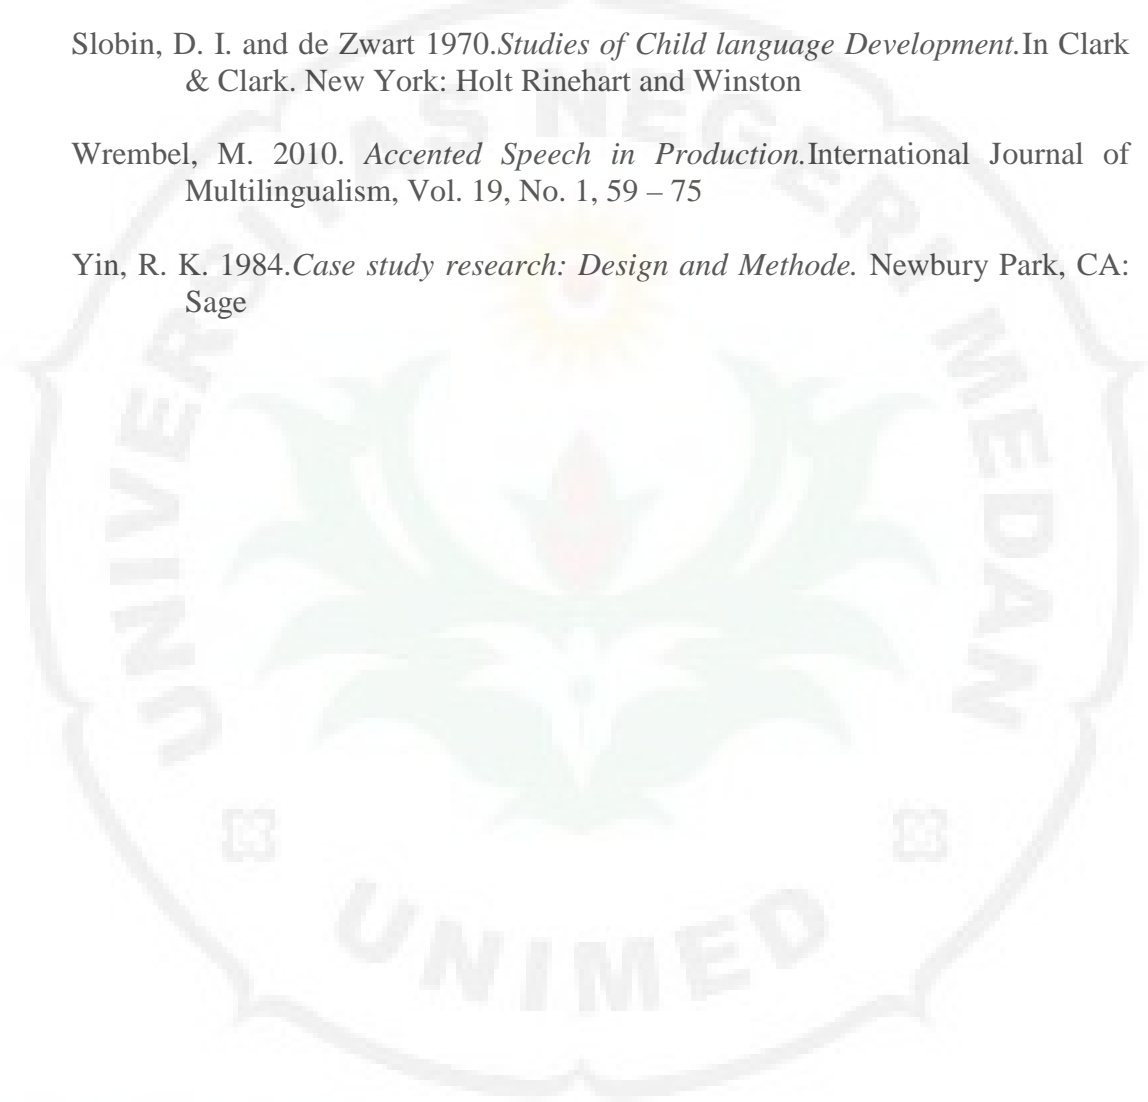 Slobin, D. I. and de Zwart 1970.Studies of Child language Development.In Clark
& Clark. New York: Holt Rinehart and Winston
Wrembel, M. 2010. Accented Speech in Production.International Journal of
Multilingualism, Vol. 19, No. 1, 59 – 75
Yin, R. K. 1984.Case study research: Design and Methode. Newbury Park, CA:
Sage
UNIVERSITAS NEGERI MEDAN
UNIMED